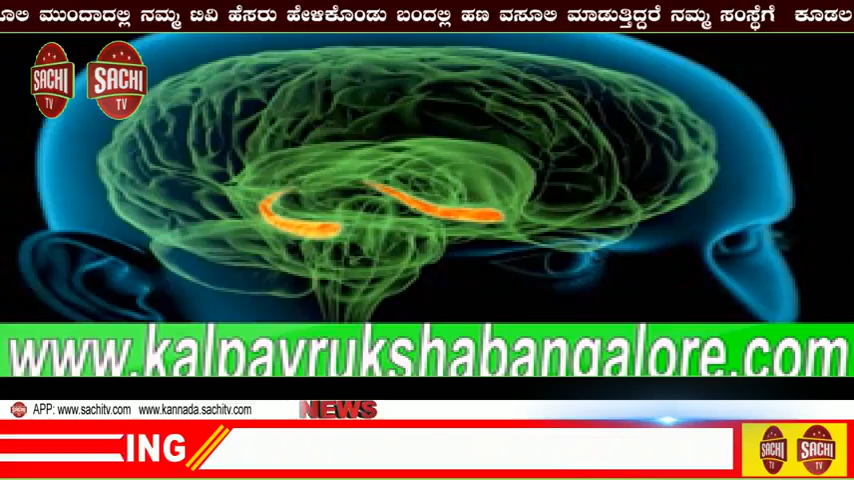 ೂಲಿ ಮುಂದಾದಲ್ಲಿ ನಮ್ಮ ಟಿವಿ ಹೆಸರು ಹೇಳಿಕೊಂಡು ಬಂದಲ್ಲಿ ಹಣ ವಸೂಲಿ ಮಾಡುತ್ತಿದ್ದರೆ ನಮ್ಮ ಸಂಸ್ಥೆಗೆ ಕೂಡಲ
SACHI TV SACHI TV
www.kalpavrukshabangalore.com
APP: www.sachitv.com www.kannada.sachitv.com NEWS
ING
SACHI TV SACHI TV